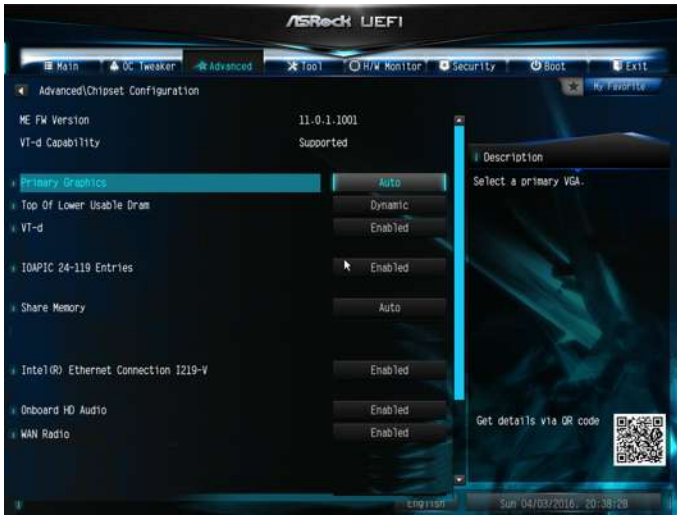 ASRock UEFI
Main
OC Tweaker
Advanced
Tool
H/W Monitor
Security
Boot
Exit
Advanced\Chipset Configuration
My Favorite
ME FW Version 11.0.1.1001
VT-d Capability Supported
Description
Select a primary VGA.
Primary Graphics Auto
Top Of Lower Usable Dram Dynamic
VT-d Enabled
IOAPIC 24-119 Entries Enabled
Share Memory Auto
Intel(R) Ethernet Connection I219-V Enabled
Onboard HD Audio Enabled
WAN Radio Enabled
Get details via QR code
English
Sun 04/03/2016. 20:38:28